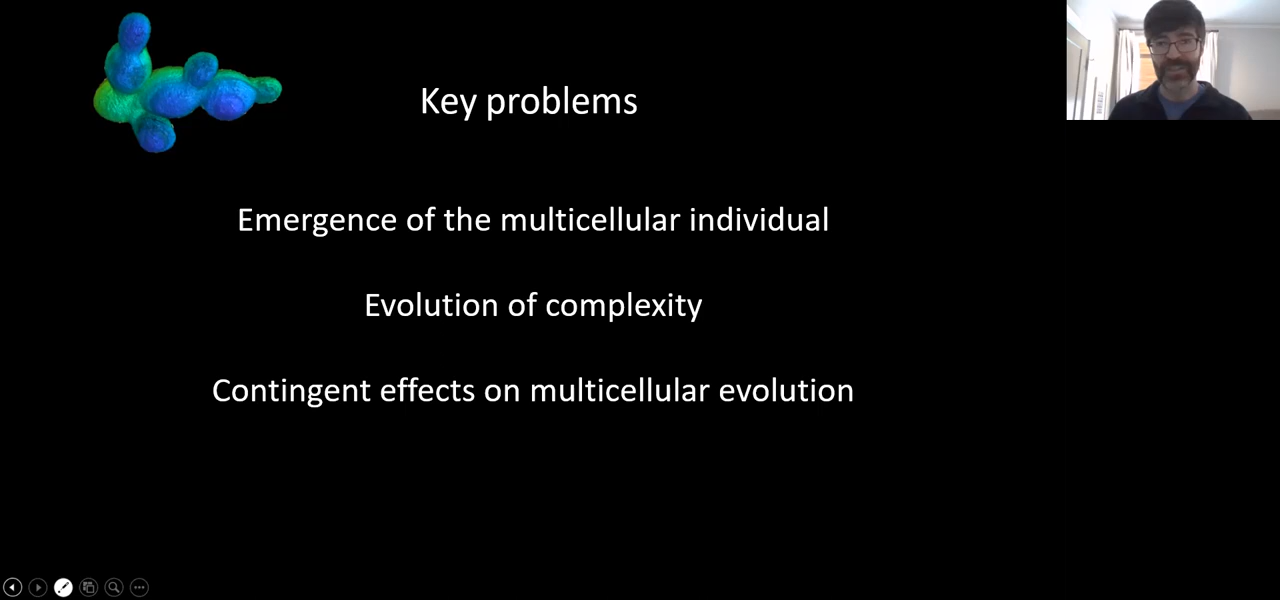 Key problems
Emergence of the multicellular individual
Evolution of complexity
Contingent effects on multicellular evolution